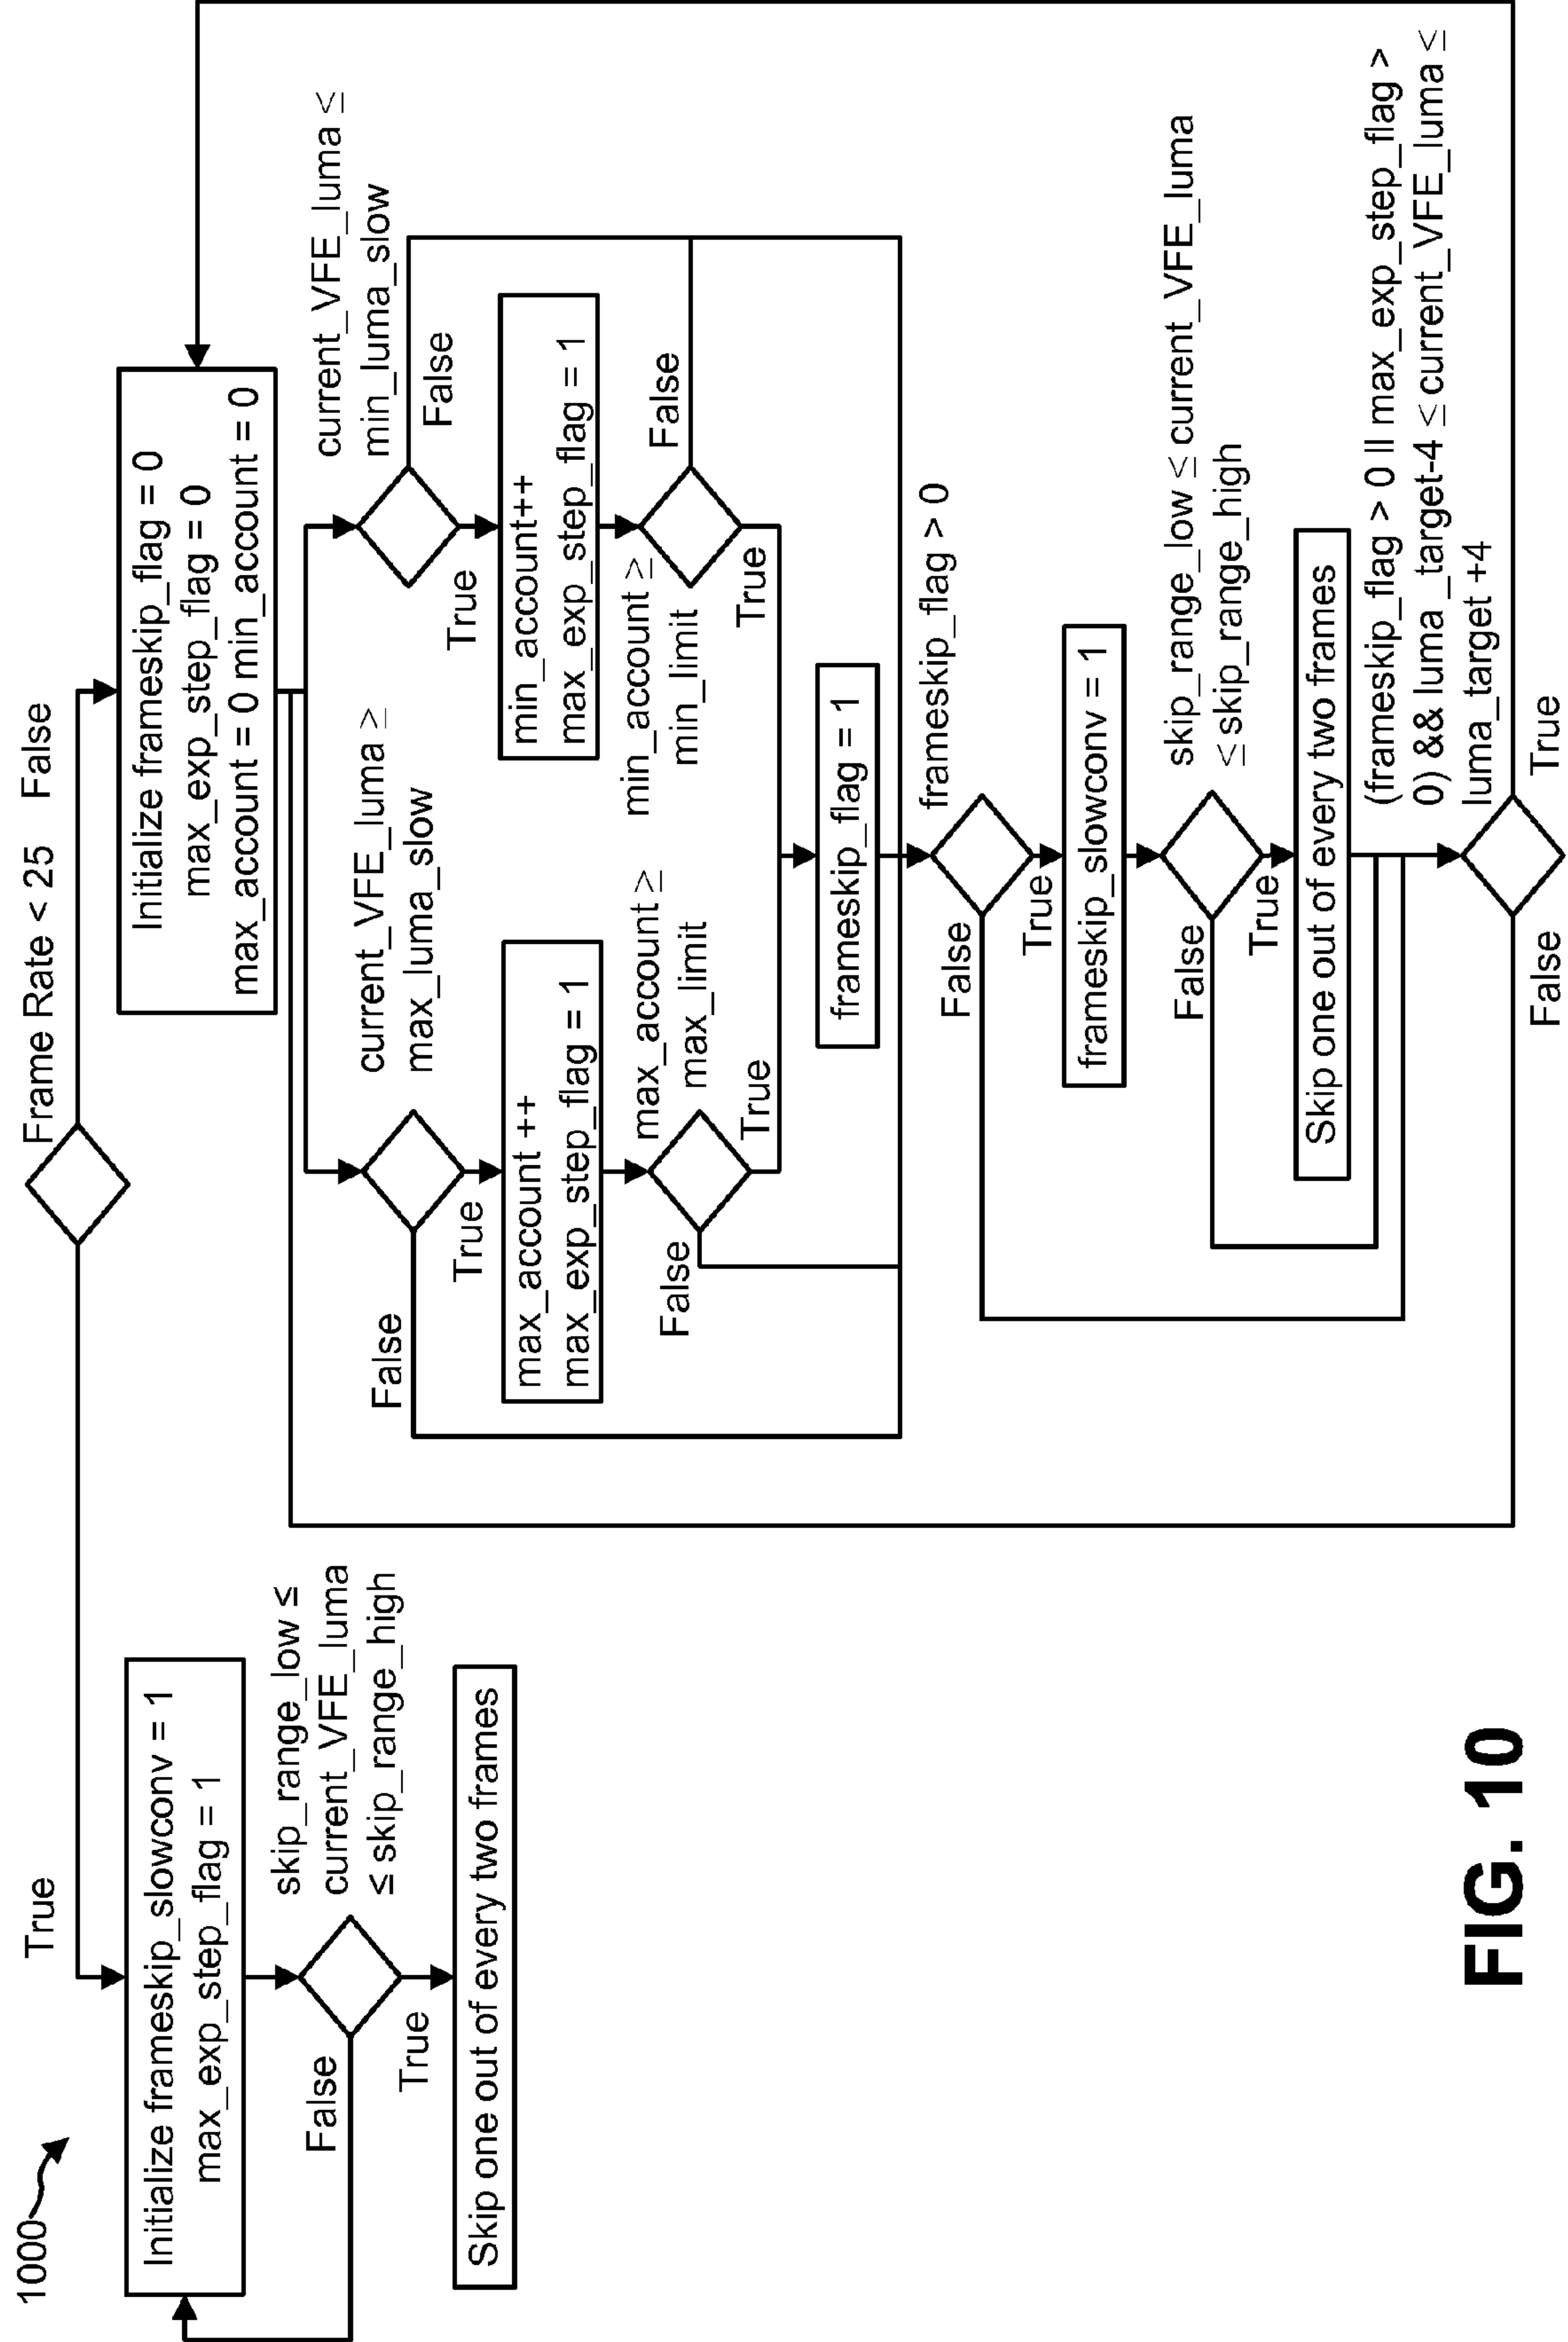 1000
True
Frame Rate < 25
False
Initialize frameskip_slowconv = 1
max_exp_step_flag = 1
skip_range_low ≤
current_VFE_luma
≤ skip_range_high
False
True
Skip one out of every two frames
Initialize frameskip_flag = 0
max_exp_step_flag = 0
max_account = 0 min_account = 0
current_VFE_luma ≥
max_luma_slow
False
True
max_account ++
max_exp_step_flag = 1
max_account ≥
max_limit
False
True
current_VFE_luma ≤
min_luma_slow
False
True
min_account++
max_exp_step_flag = 1
min_account ≥
min_limit
False
True
frameskip_flag = 1
frameskip_flag > 0
False
True
frameskip_slowconv = 1
skip_range_low ≤ current_VFE_luma
≤ skip_range_high
False
True
Skip one out of every two frames
(frameskip_flag > 0 || max_exp_step_flag >
0) && luma_target-4 ≤ current_VFE_luma ≤
luma_target +4
False
True
FIG. 10